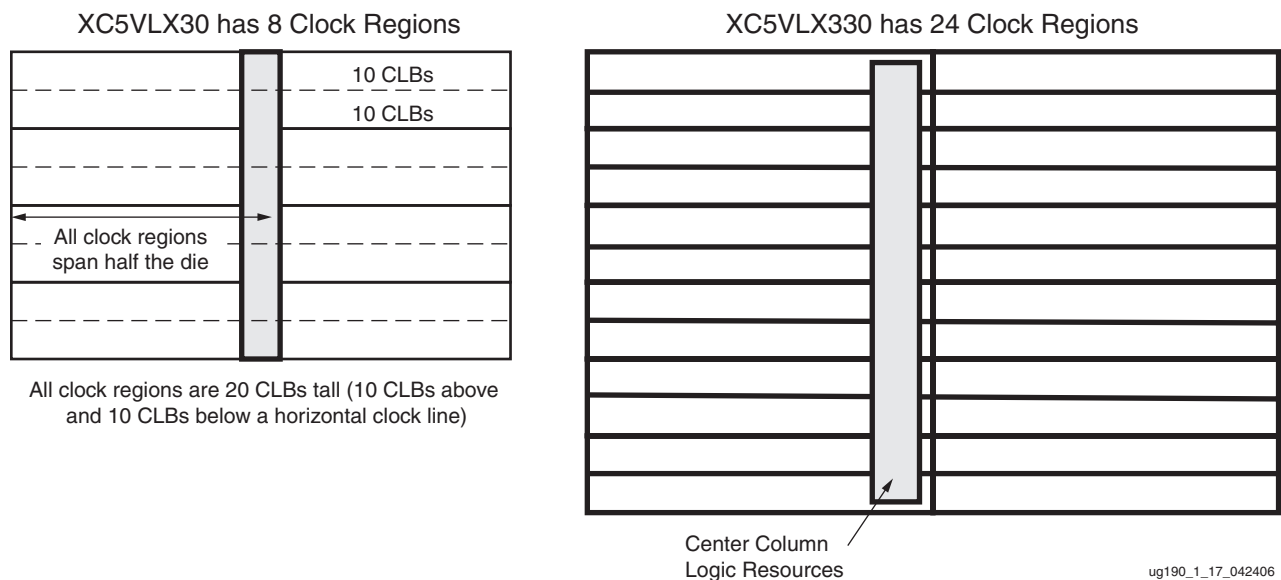 XC5VLX30 has 8 Clock Regions
10 CLBs
10 CLBs
All clock regions
span half the die
All clock regions are 20 CLBs tall (10 CLBs above
and 10 CLBs below a horizontal clock line)
XC5VLX330 has 24 Clock Regions
Center Column
Logic Resources
ug190_1_17_042406